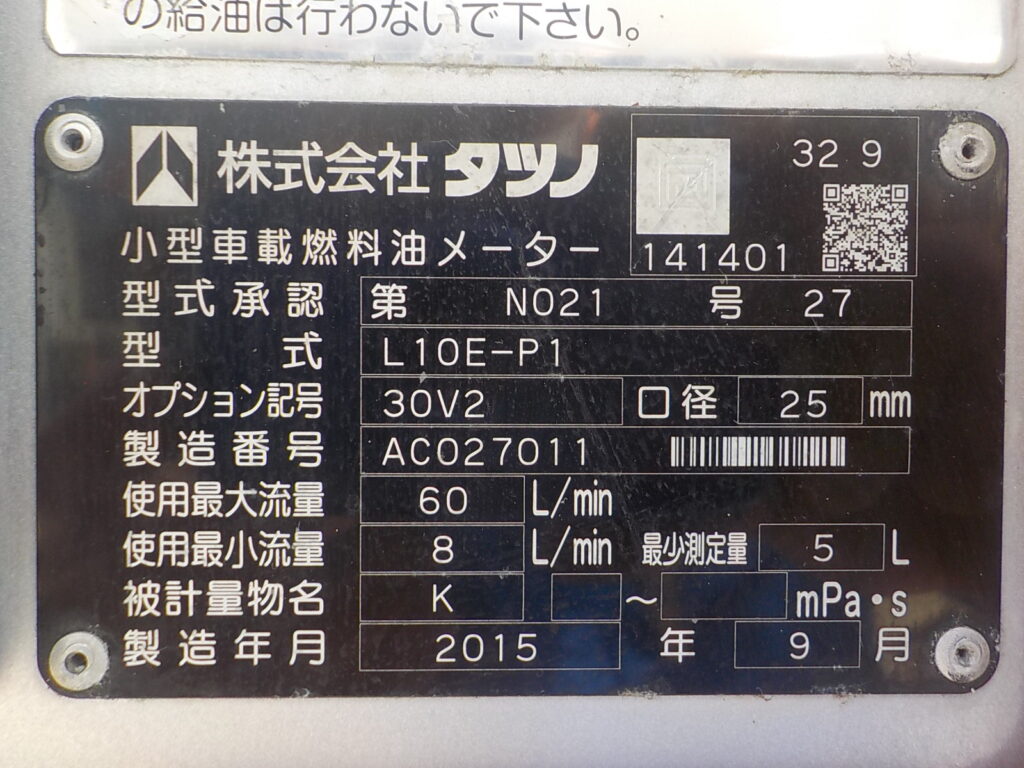 の給油は行わないで下さい。
株式会社 タツノ
32 9
141401
小型車載燃料油メーター
型式承認 第 N021 号 27
型式 L10E-P1
オプション記号 30V2 口径 25 mm
製造番号 AC027011
使用最大流量 60 L/min
使用最小流量 8 L/min 最少測定量 5 L
被計量物名 K ～ mPa・s
製造年月 2015 年 9 月